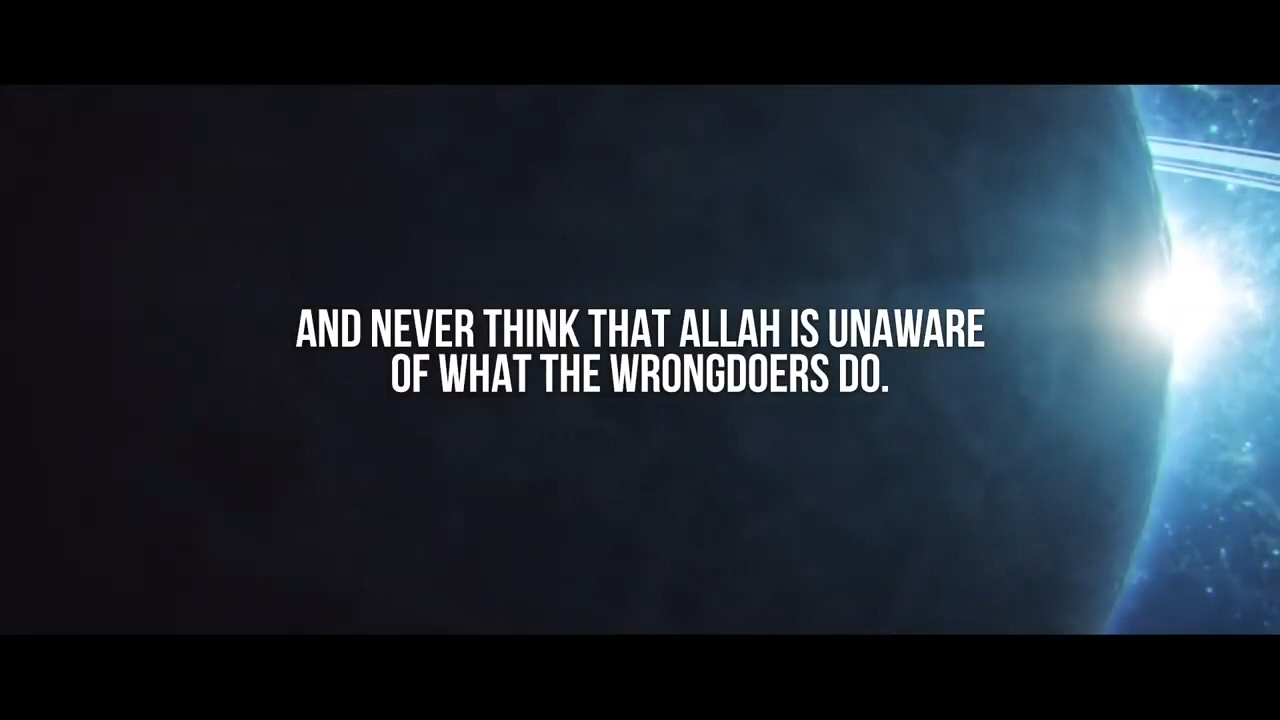 AND NEVER THINK THAT ALLAH IS UNAWARE
OF WHAT THE WRONGDOERS DO.